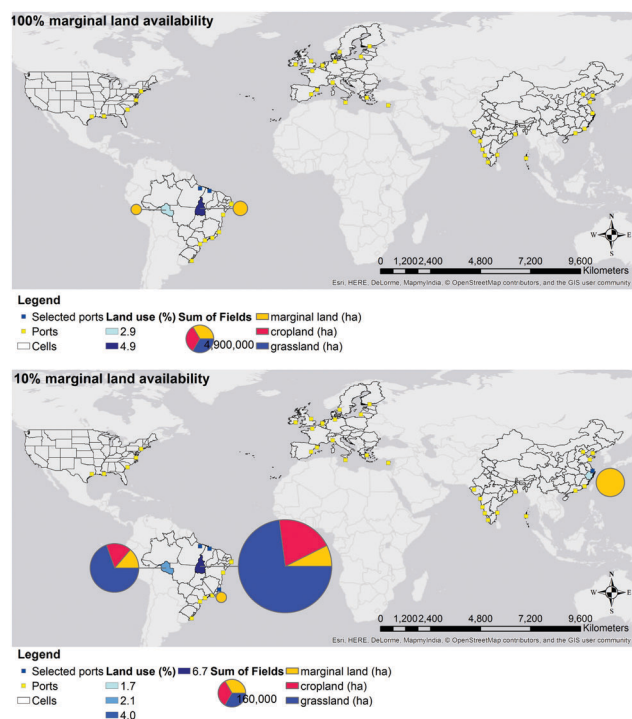 100% marginal land availability
N
W E
S
0 1,200 2,400 4,800 7,200 9,600
Kilometers
Esri, HERE, DeLorme, MapmyIndia, © OpenStreetMap contributors, and the GIS user community
Legend
Selected ports Land use (%) Sum of Fields marginal land (ha)
Ports 2.9 cropland (ha)
Cells 4.9 4,900,000 grassland (ha)
10% marginal land availability
N
W E
S
0 1,200 2,400 4,800 7,200 9,600
Kilometers
Esri, HERE, DeLorme, MapmyIndia, © OpenStreetMap contributors, and the GIS user community
Legend
Selected ports Land use (%) 6.7 Sum of Fields marginal land (ha)
Ports 1.7 cropland (ha)
Cells 2.1 160,000 grassland (ha)
4.0